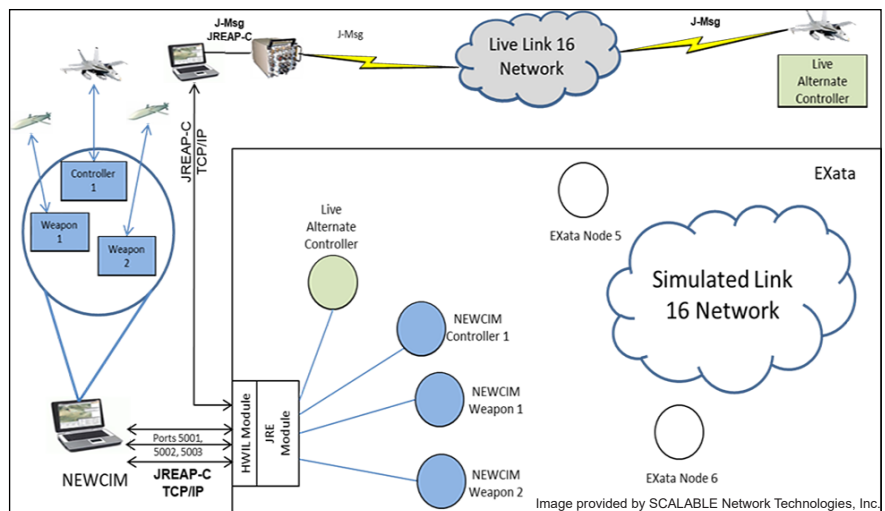 J-Msg
JREAP-C
J-Msg
Live Link 16
Network
J-Msg
Live
Alternate
Controller
JREAP-C
TCP/IP
Controller
1
Weapon
1
Weapon
2
EXata
EXata Node 5
Live
Alternate
Controller
Simulated Link
16 Network
NEWCIM
Controller 1
NEWCIM
Weapon 1
HWIL Module
JRE
Module
Ports 5001,
5002, 5003
JREAP-C
TCP/IP
NEWCIM
NEWCIM
Weapon 2
EXata Node 6
Image provided by SCALABLE Network Technologies, Inc.